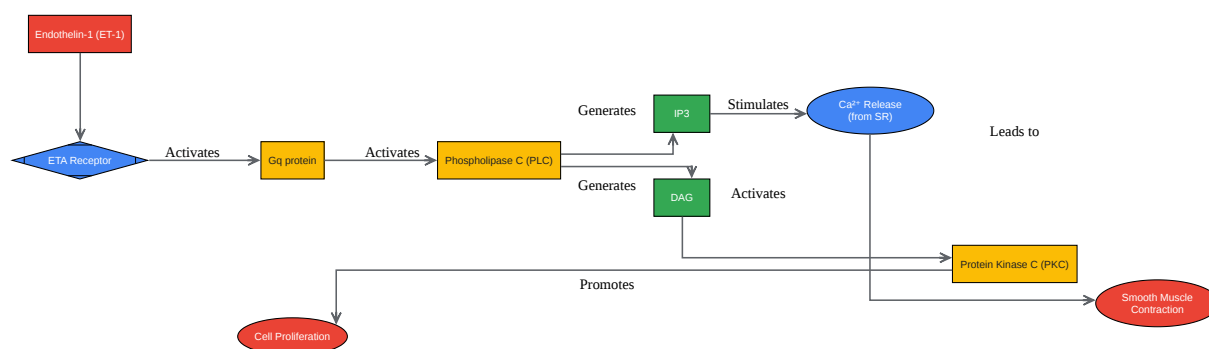 Endothelin-1 (ET-1)
ETA Receptor
Activates
Gq protein
Activates
Phospholipase C (PLC)
Generates
IP3
Stimulates
Ca²⁺ Release
(from SR)
Leads to
Generates
DAG
Activates
Protein Kinase C (PKC)
Promotes
Smooth Muscle
Contraction
Cell Proliferation